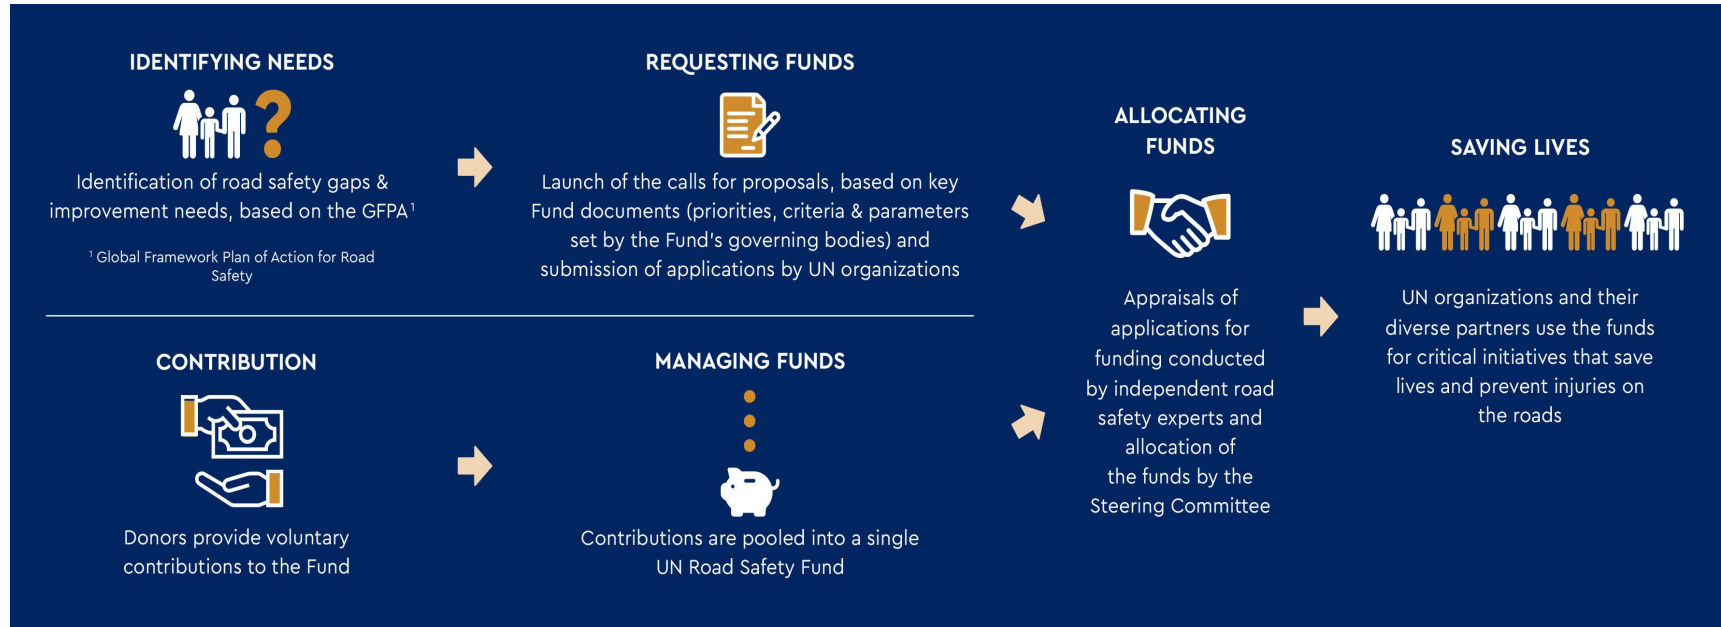 IDENTIFYING NEEDS
Identification of road safety gaps &
improvement needs, based on the GFPA¹
¹ Global Framework Plan of Action for Road
Safety
REQUESTING FUNDS
Launch of the calls for proposals, based on key
Fund documents (priorities, criteria & parameters
set by the Fund's governing bodies) and
submission of applications by UN organizations
CONTRIBUTION
Donors provide voluntary
contributions to the Fund
MANAGING FUNDS
Contributions are pooled into a single
UN Road Safety Fund
ALLOCATING
FUNDS
Appraisals of
applications for
funding conducted
by independent road
safety experts and
allocation of
the funds by the
Steering Committee
SAVING LIVES
UN organizations and their
diverse partners use the funds
for critical initiatives that save
lives and prevent injuries on
the roads